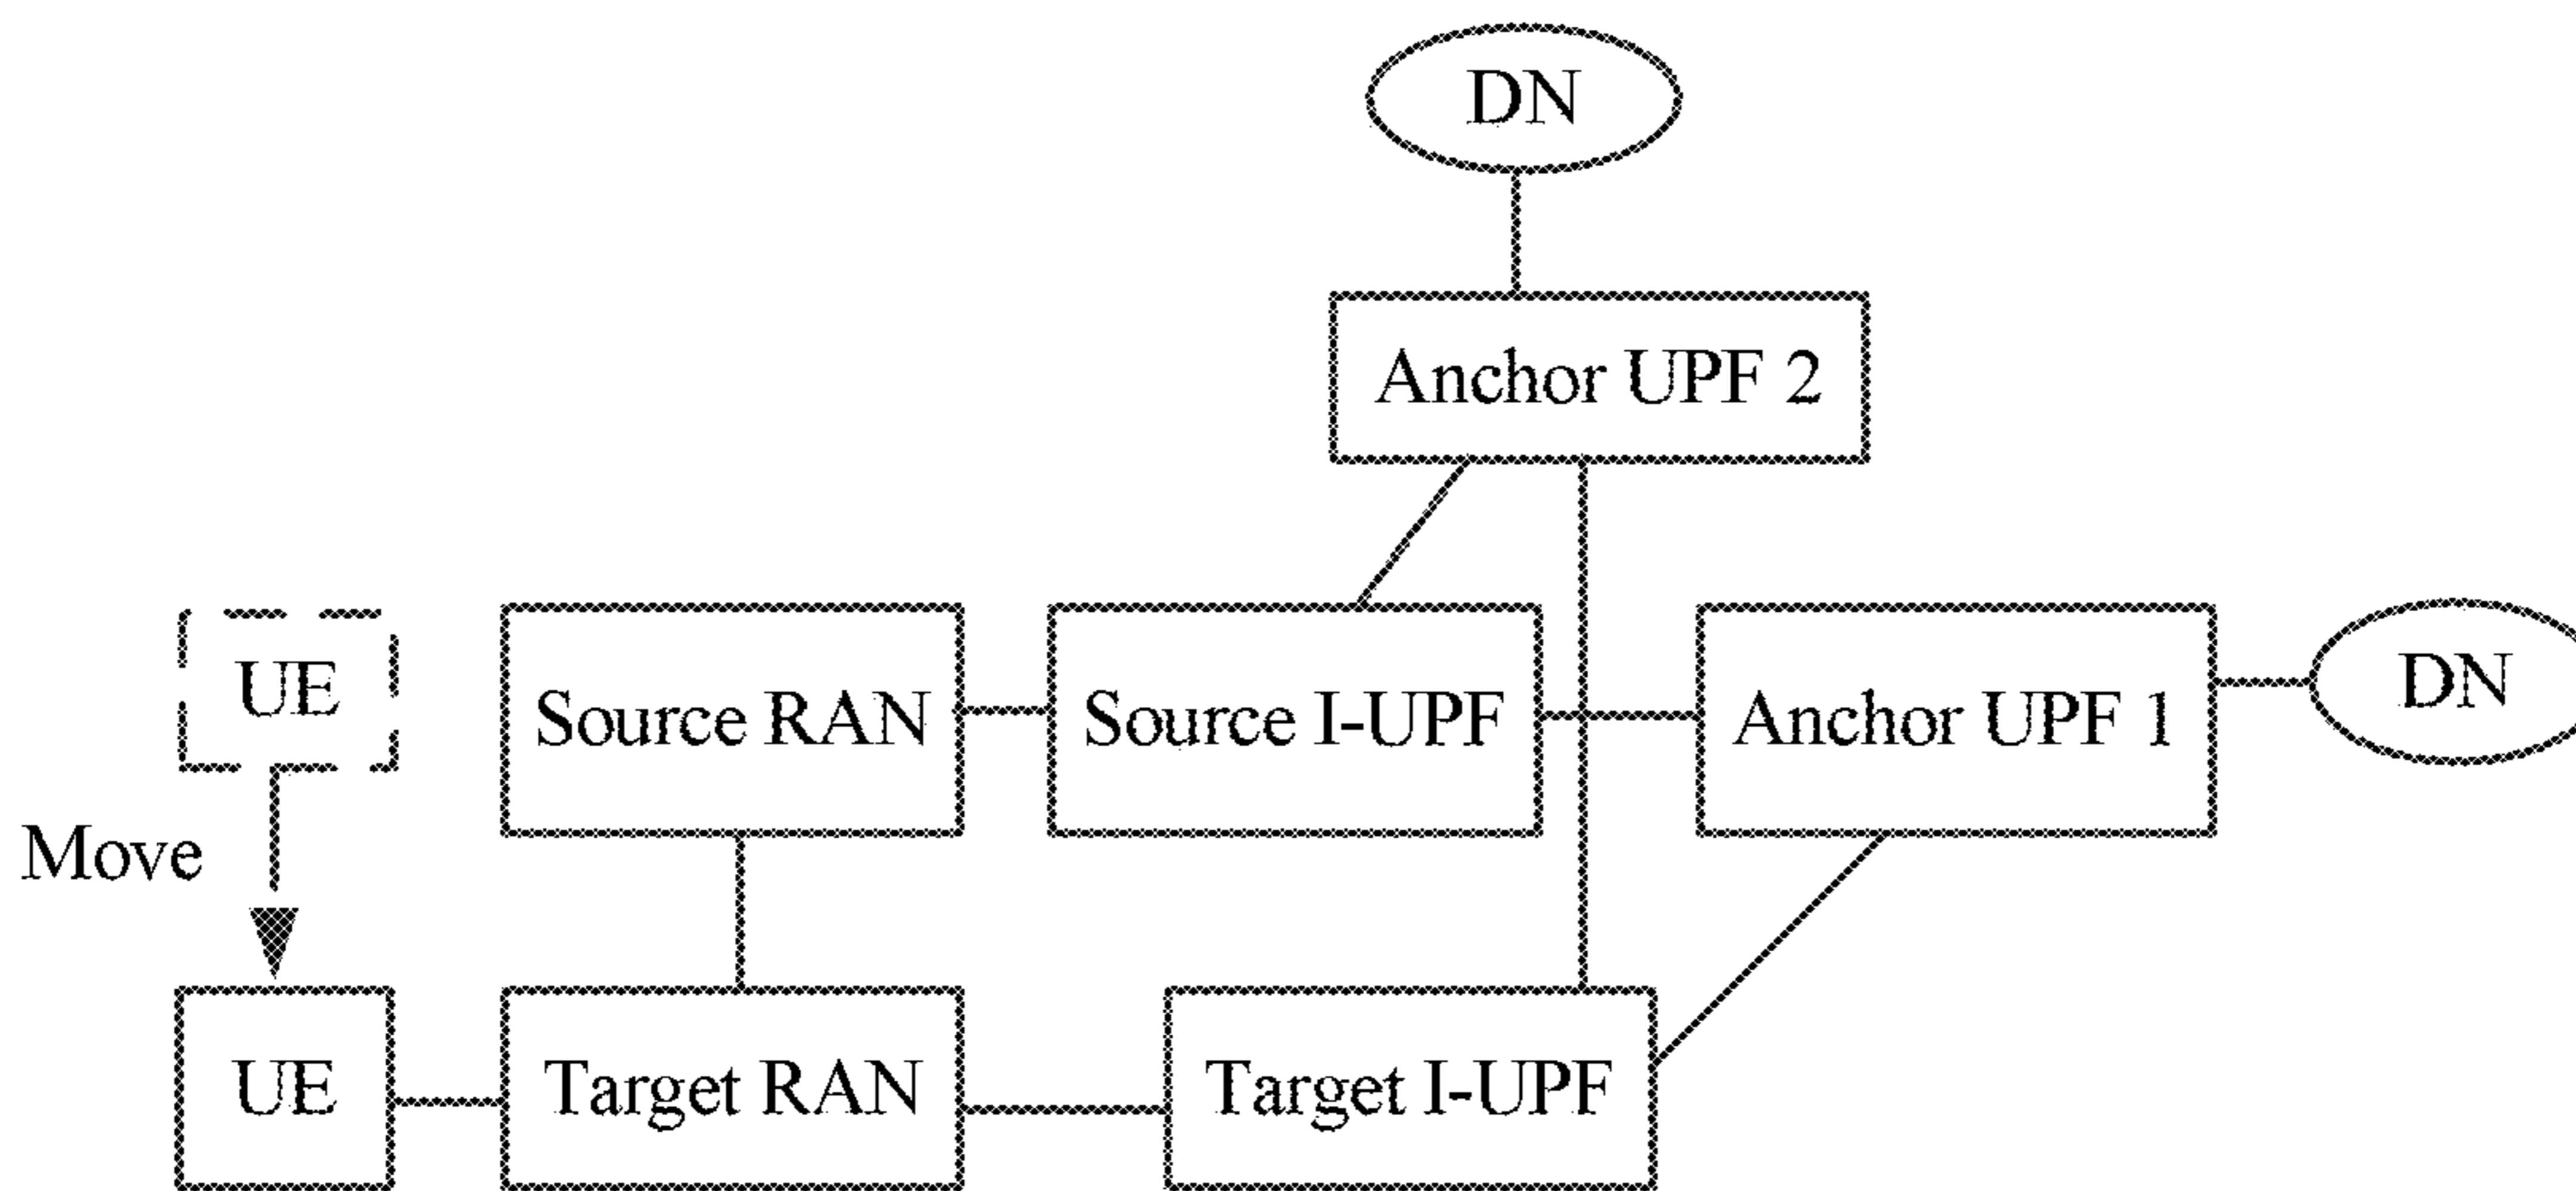 DN
Anchor UPF 2
UE
Source RAN
Source I-UPF
Anchor UPF 1
DN
Move
UE
Target RAN
Target I-UPF